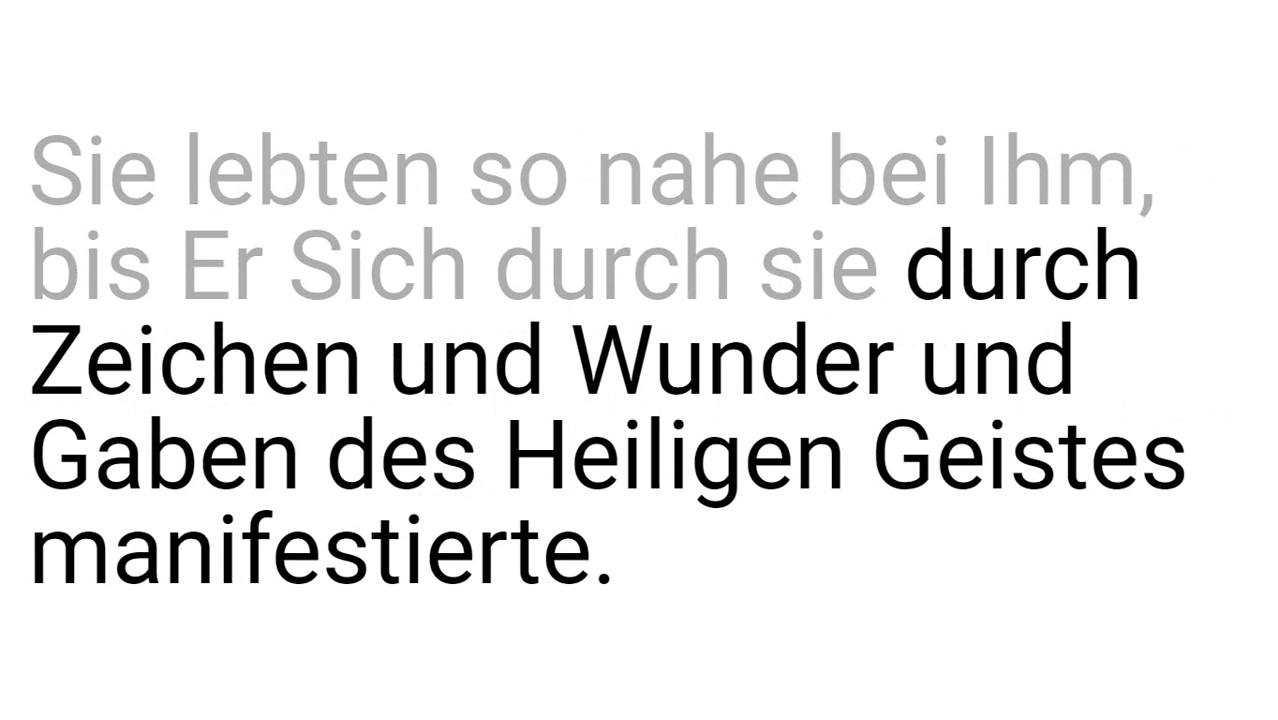 Sie lebten so nahe bei Ihm,
bis Er Sich durch sie durch
Zeichen und Wunder und
Gaben des Heiligen Geistes
manifestierte.